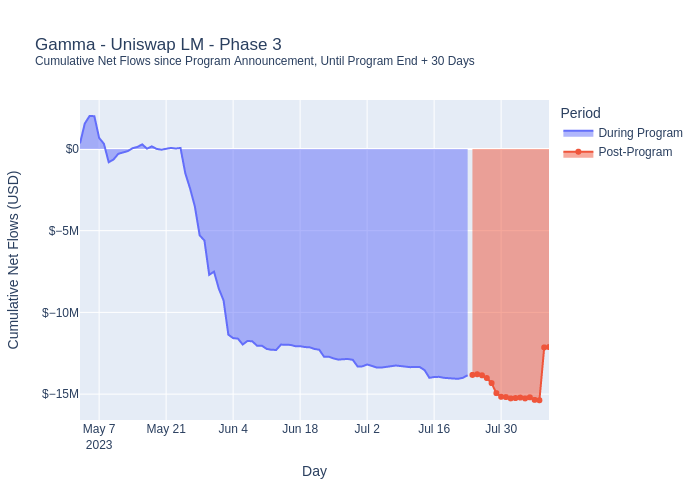 Gamma - Uniswap LM - Phase 3
Cumulative Net Flows since Program Announcement, Until Program End + 30 Days
Period
During Program
Post-Program
Cumulative Net Flows (USD)
$0
$−5M
$−10M
$−15M
May 7
2023
May 21
Jun 4
Jun 18
Jul 2
Jul 16
Jul 30
Day